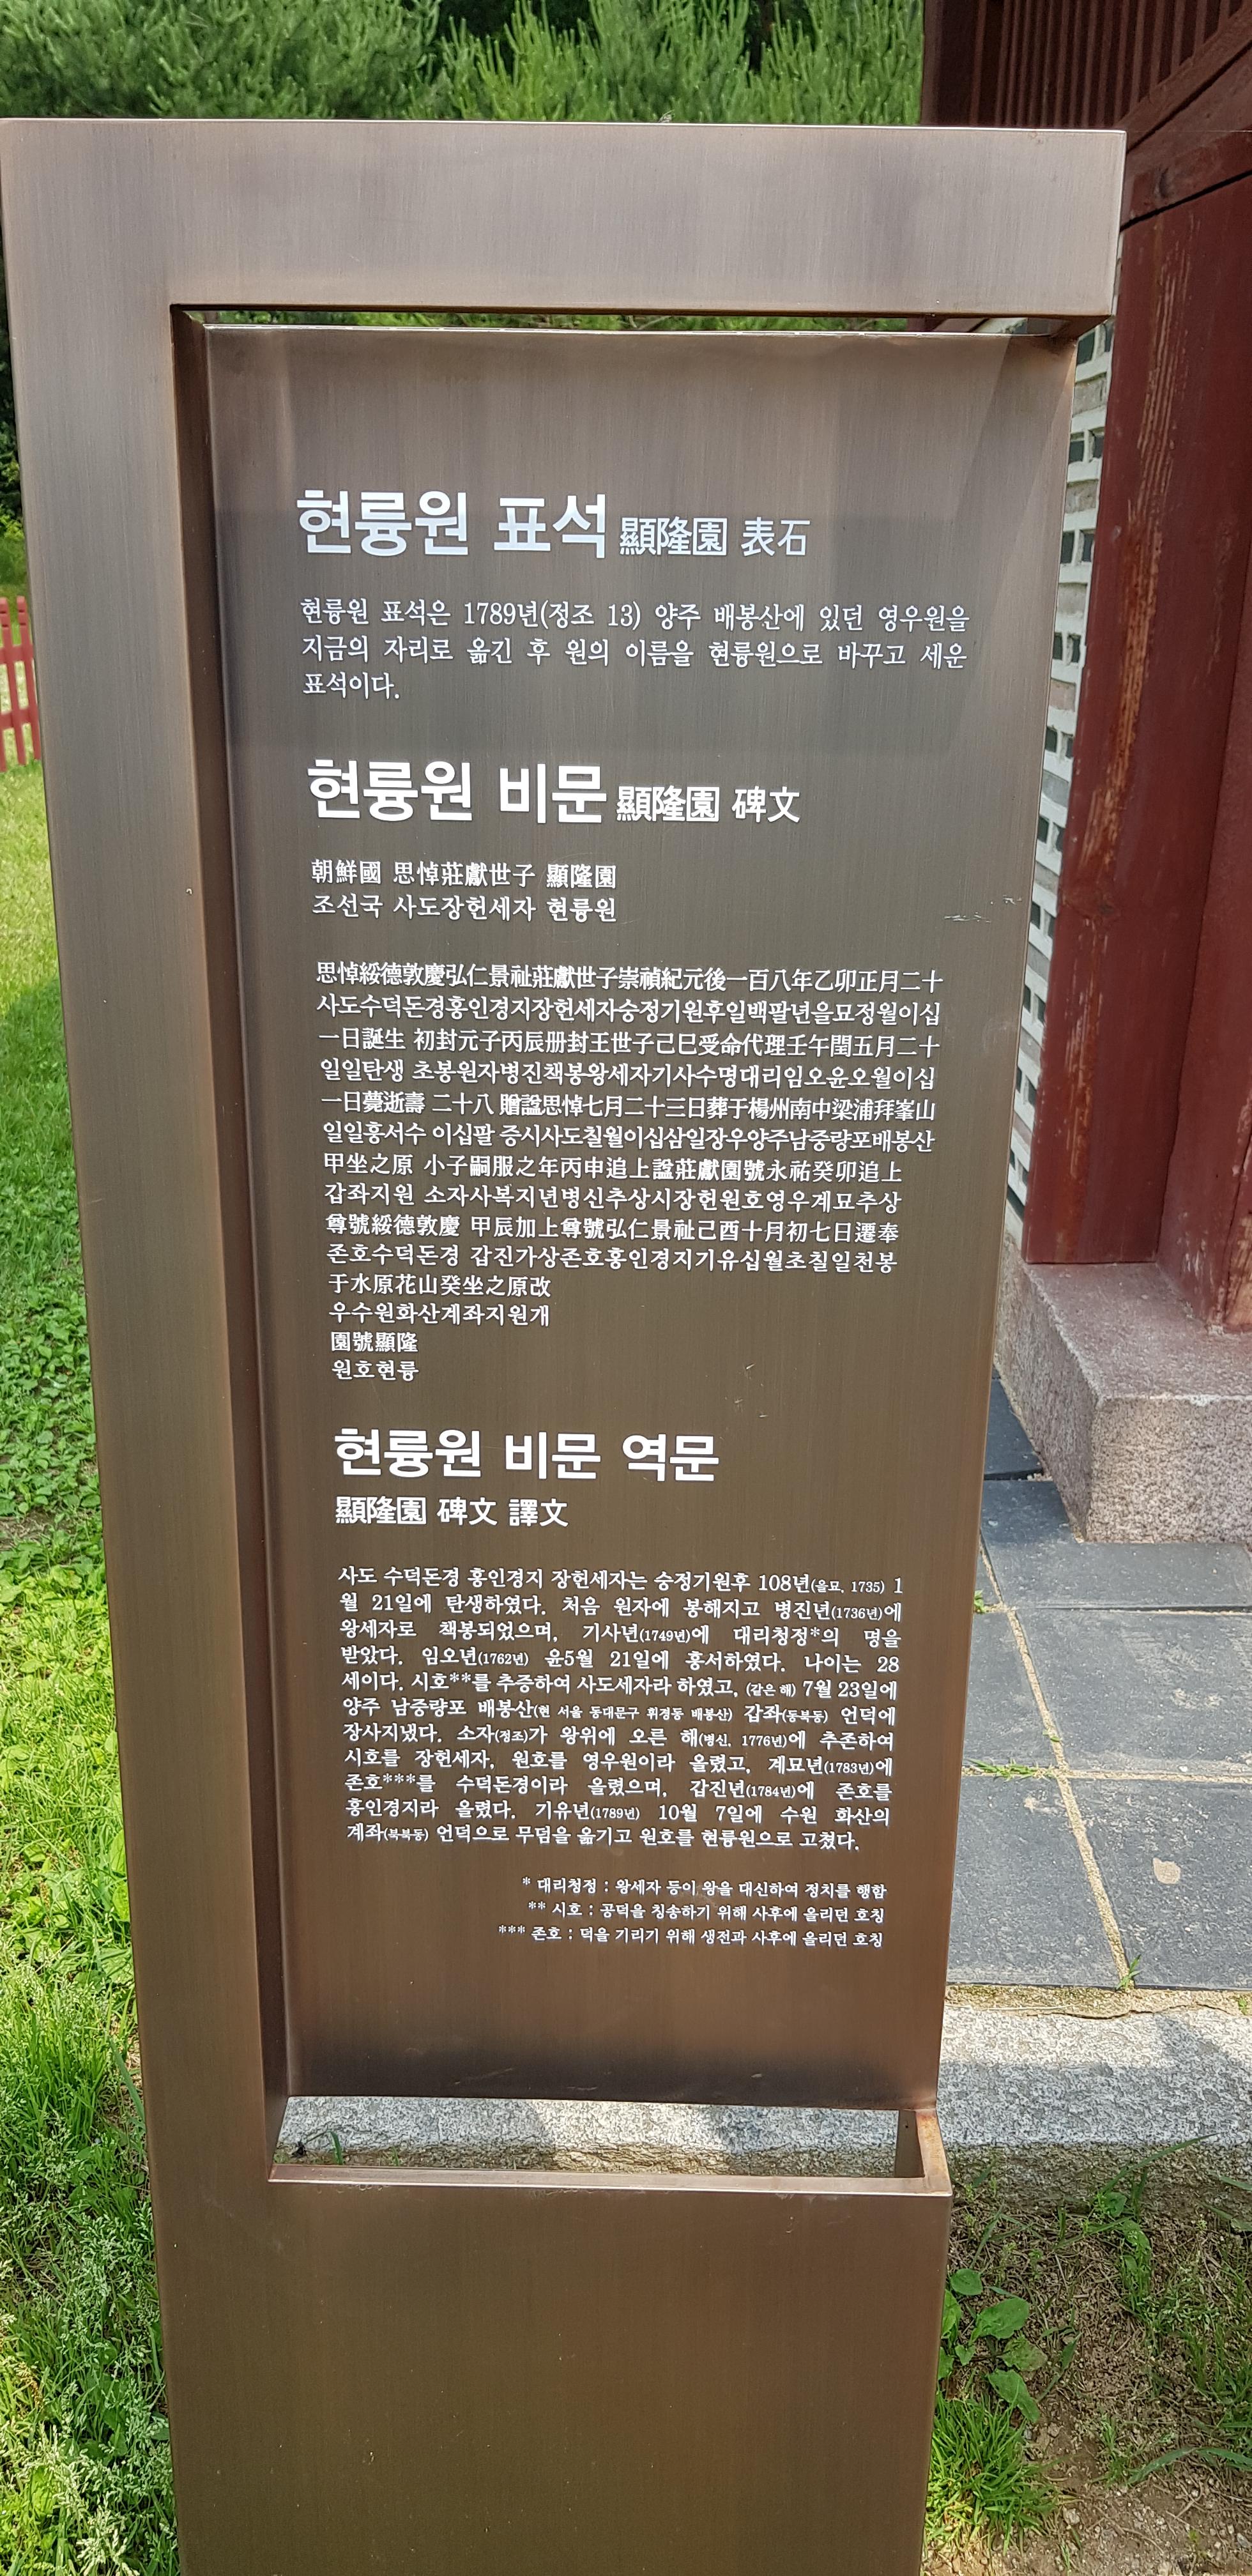 현륭원 표석 顯隆園 表石
현륭원 표석은 1789년(정조 13) 양주 배봉산에 있던 영우원을
지금의 자리로 옮긴 후 원의 이름을 현륭원으로 바꾸고 세운
표석이다.
현륭원 비문 顯隆園 碑文
朝鮮國 思悼莊獻世子 顯隆園
조선국 사도장헌세자 현륭원
思悼綏德敦慶弘仁景祉莊獻世子崇禎紀元後一百八年乙卯正月二十
사도수덕돈경홍인경지장헌세자숭정기원후일백팔년을묘정월이십
一日誕生 初封元子丙辰册封王世子己巳受命代理壬午閏五月二十
일일탄생 초봉원자병진책봉왕세자기사수명대리임오윤오월이십
一日薨逝壽 二十八 贈諡思悼七月二十三日葬于楊州南中梁浦拜峯山
일일훙서수 이십팔 증시사도칠월이십삼일장우양주남중량포배봉산
甲坐之原 小子嗣服之年丙申追上諡莊獻園號永祐癸卯追上
갑좌지원 소자사복지년병신추상시장헌원호영우계묘추상
尊號綏德敦慶 甲辰加上尊號弘仁景祉己酉十月初七日遷奉
존호수덕돈경 갑진가상존호홍인경지기유십월초칠일천봉
于水原花山癸坐之原改
우수원화산계좌지원개
園號顯隆
원호현륭
현륭원 비문 역문
顯隆園 碑文 譯文
사도 수덕돈경 홍인경지 장헌세자는 숭정기원후 108년(을묘, 1735) 1
월 21일에 탄생하였다. 처음 원자에 봉해지고 병진년(1736년)에
왕세자로 책봉되었으며, 기사년(1749년)에 대리청정*의 명을
받았다. 임오년(1762년) 윤5월 21일에 훙서하였다. 나이는 28
세이다. 시호**를 추증하여 사도세자라 하였고, (같은 해) 7월 23일에
양주 남중량포 배봉산(현 서울 동대문구 휘경동 배봉산) 갑좌(동북동) 언덕에
장사지냈다. 소자(정조)가 왕위에 오른 해(병신, 1776년)에 추존하여
시호를 장헌세자, 원호를 영우원이라 올렸고, 계묘년(1783년)에
존호***를 수덕돈경이라 올렸으며, 갑진년(1784년)에 존호를
홍인경지라 올렸다. 기유년(1789년) 10월 7일에 수원 화산의
계좌(북북동) 언덕으로 무덤을 옮기고 원호를 현륭원으로 고쳤다.
* 대리청정 : 왕세자 등이 왕을 대신하여 정치를 행함
** 시호 : 공덕을 칭송하기 위해 사후에 올리던 호칭
*** 존호 : 덕을 기리기 위해 생전과 사후에 올리던 호칭